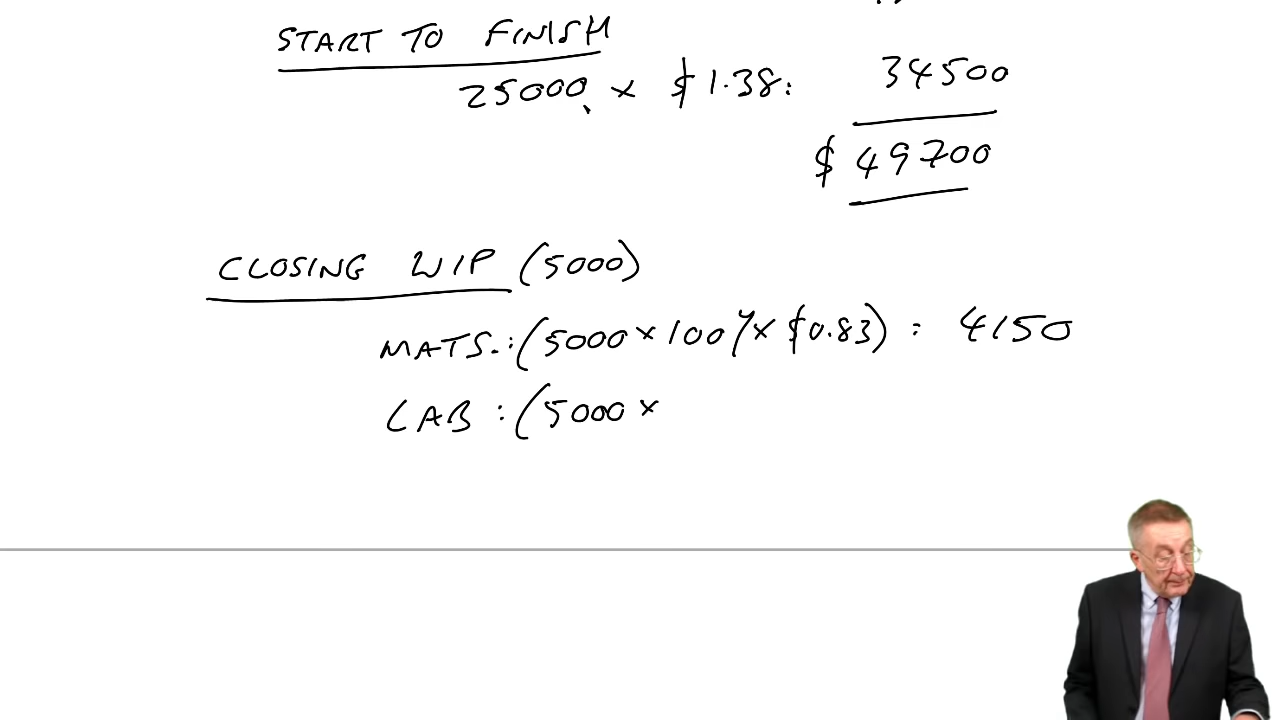 START TO FINISH
25000 x $1.38: 34500
$ 49700
CLOSING WIP (5000)
MATS.:(5000 x 100% x $0.83) = 4150
LAB :(5000 x